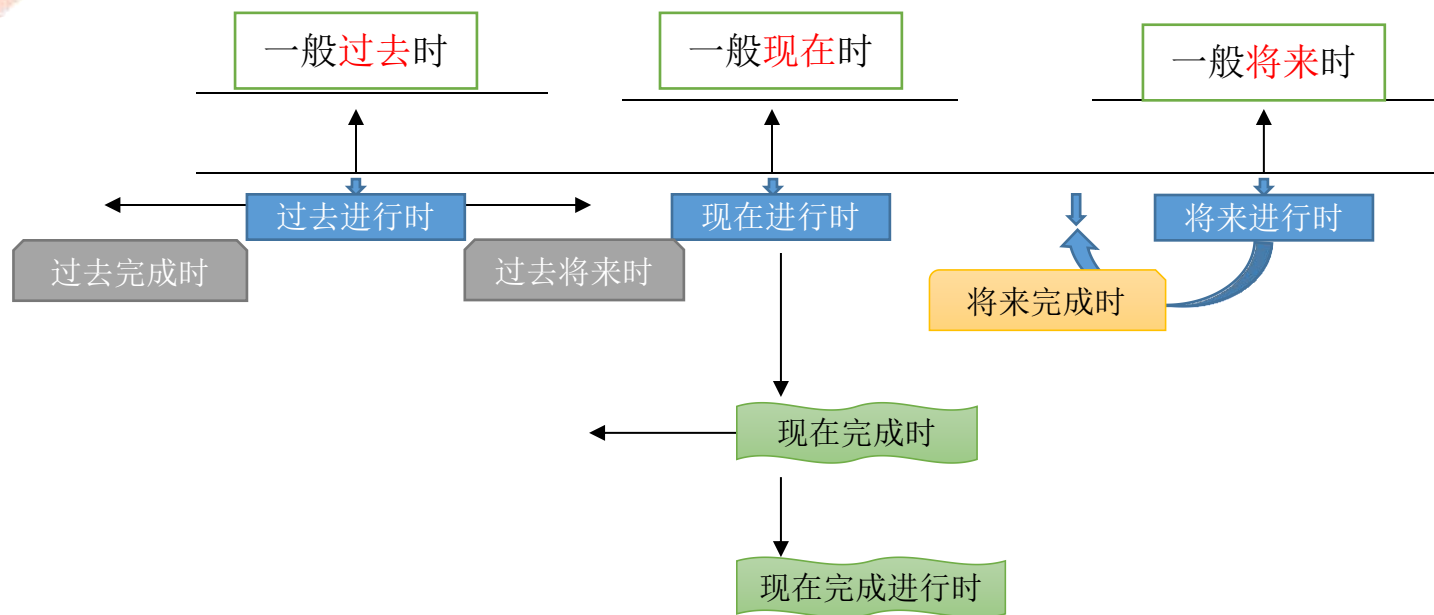 一般过去时
一般现在时
一般将来时
过去进行时
现在进行时
将来进行时
过去完成时
过去将来时
将来完成时
现在完成时
现在完成进行时